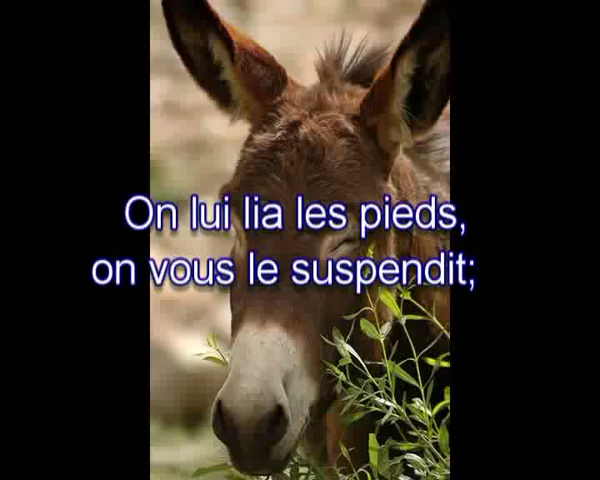 On lui lia les pieds,
on vous le suspendit;